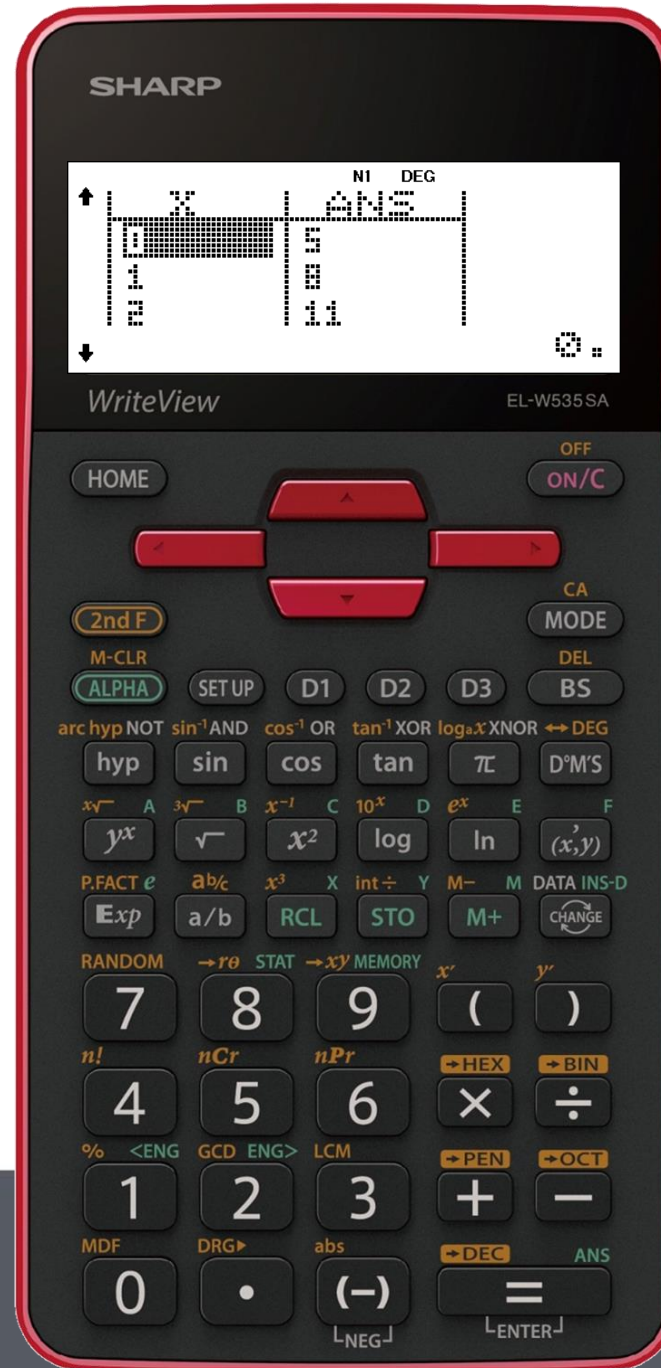 SHARP
N1 DEG
X ANS
0 5
1 8
2 11
0.
WriteView EL-W535SA
OFF
HOME ON/C
CA
2nd F MODE
M-CLR DEL
ALPHA SET UP D1 D2 D3 BS
arc hyp NOT sin⁻¹ AND cos⁻¹ OR tan⁻¹ XOR logₐx XNOR ↔DEG
hyp sin cos tan π D°M'S
x√ A 3√ B x⁻¹ C 10ˣ D eˣ E F
yˣ √ x² log ln (x,'y)
P.FACT e ab/c x³ X int÷ Y M− M DATA INS-D
Exp a/b RCL STO M+ CHANGE
RANDOM →rθ STAT →xy MEMORY x′ y′
7 8 9 ( )
n! nCr nPr →HEX →BIN
4 5 6 × ÷
% <ENG GCD ENG> LCM →PEN →OCT
1 2 3 + −
MDF DRG▸ abs →DEC ANS
0 • (−) =
NEG ENTER